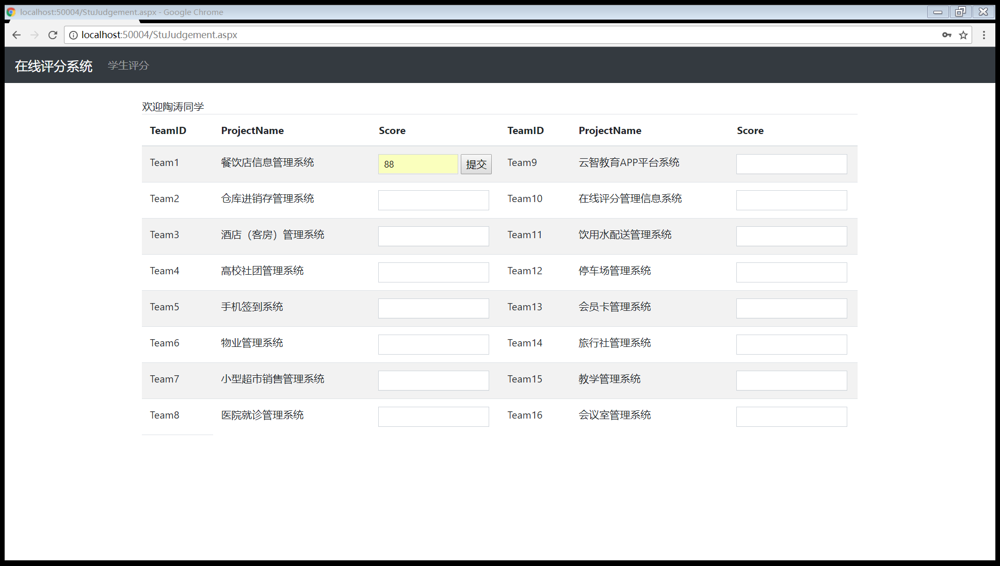 localhost:50004/StuJudgement.aspx - Google Chrome
localhost:50004/StuJudgement.aspx
在线评分系统 学生评分
欢迎陶涛同学
TeamID ProjectName Score TeamID ProjectName Score
Team1 餐饮店信息管理系统 88 提交 Team9 云智教育APP平台系统
Team2 仓库进销存管理系统 Team10 在线评分管理信息系统
Team3 酒店（客房）管理系统 Team11 饮用水配送管理系统
Team4 高校社团管理系统 Team12 停车场管理系统
Team5 手机签到系统 Team13 会员卡管理系统
Team6 物业管理系统 Team14 旅行社管理系统
Team7 小型超市销售管理系统 Team15 教学管理系统
Team8 医院就诊管理系统 Team16 会议室管理系统